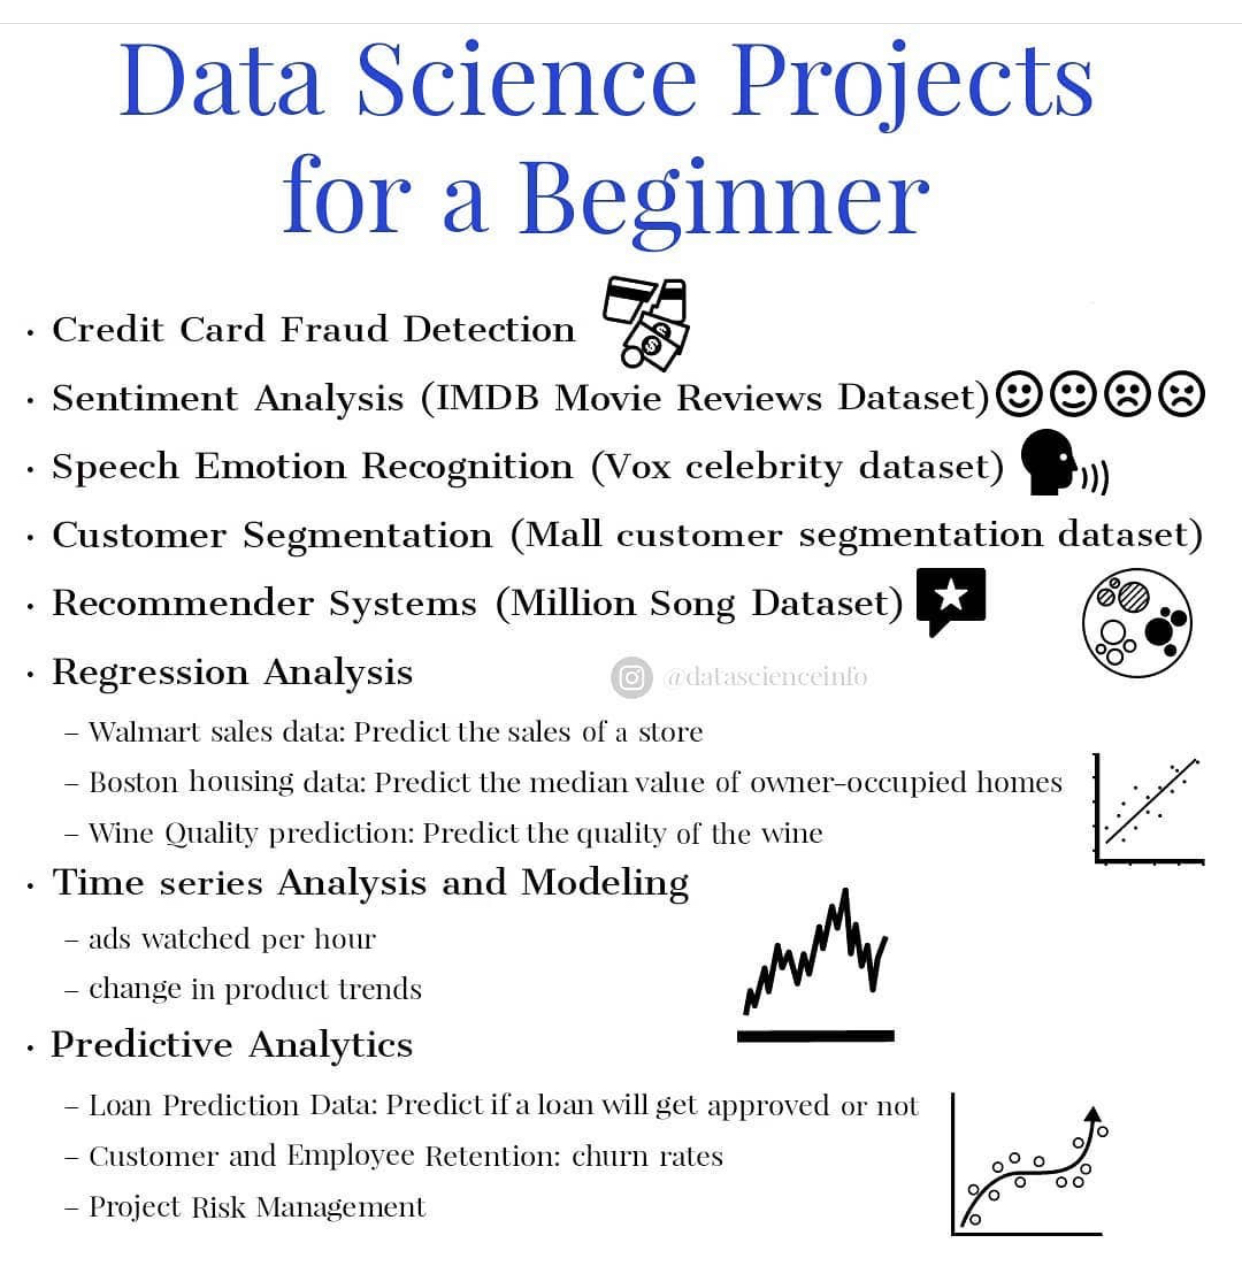 Data Science Projects
for a Beginner
• Credit Card Fraud Detection
• Sentiment Analysis (IMDB Movie Reviews Dataset)
• Speech Emotion Recognition (Vox celebrity dataset)
• Customer Segmentation (Mall customer segmentation dataset)
• Recommender Systems (Million Song Dataset)
• Regression Analysis
@datascienceinfo
– Walmart sales data: Predict the sales of a store
– Boston housing data: Predict the median value of owner-occupied homes
– Wine Quality prediction: Predict the quality of the wine
• Time series Analysis and Modeling
– ads watched per hour
– change in product trends
• Predictive Analytics
– Loan Prediction Data: Predict if a loan will get approved or not
– Customer and Employee Retention: churn rates
– Project Risk Management